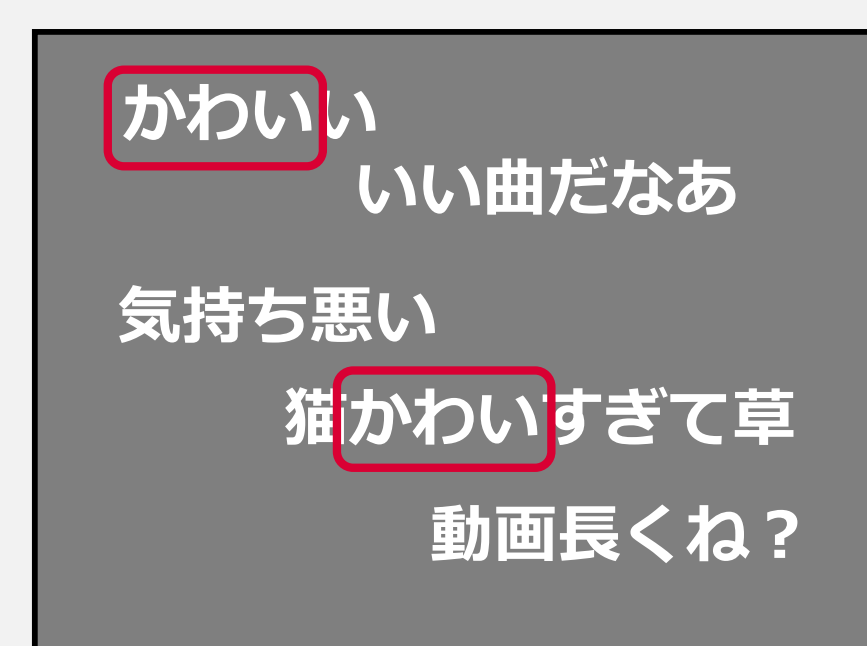 かわいい
いい曲だなあ
気持ち悪い
猫かわいすぎて草
動画長くね？